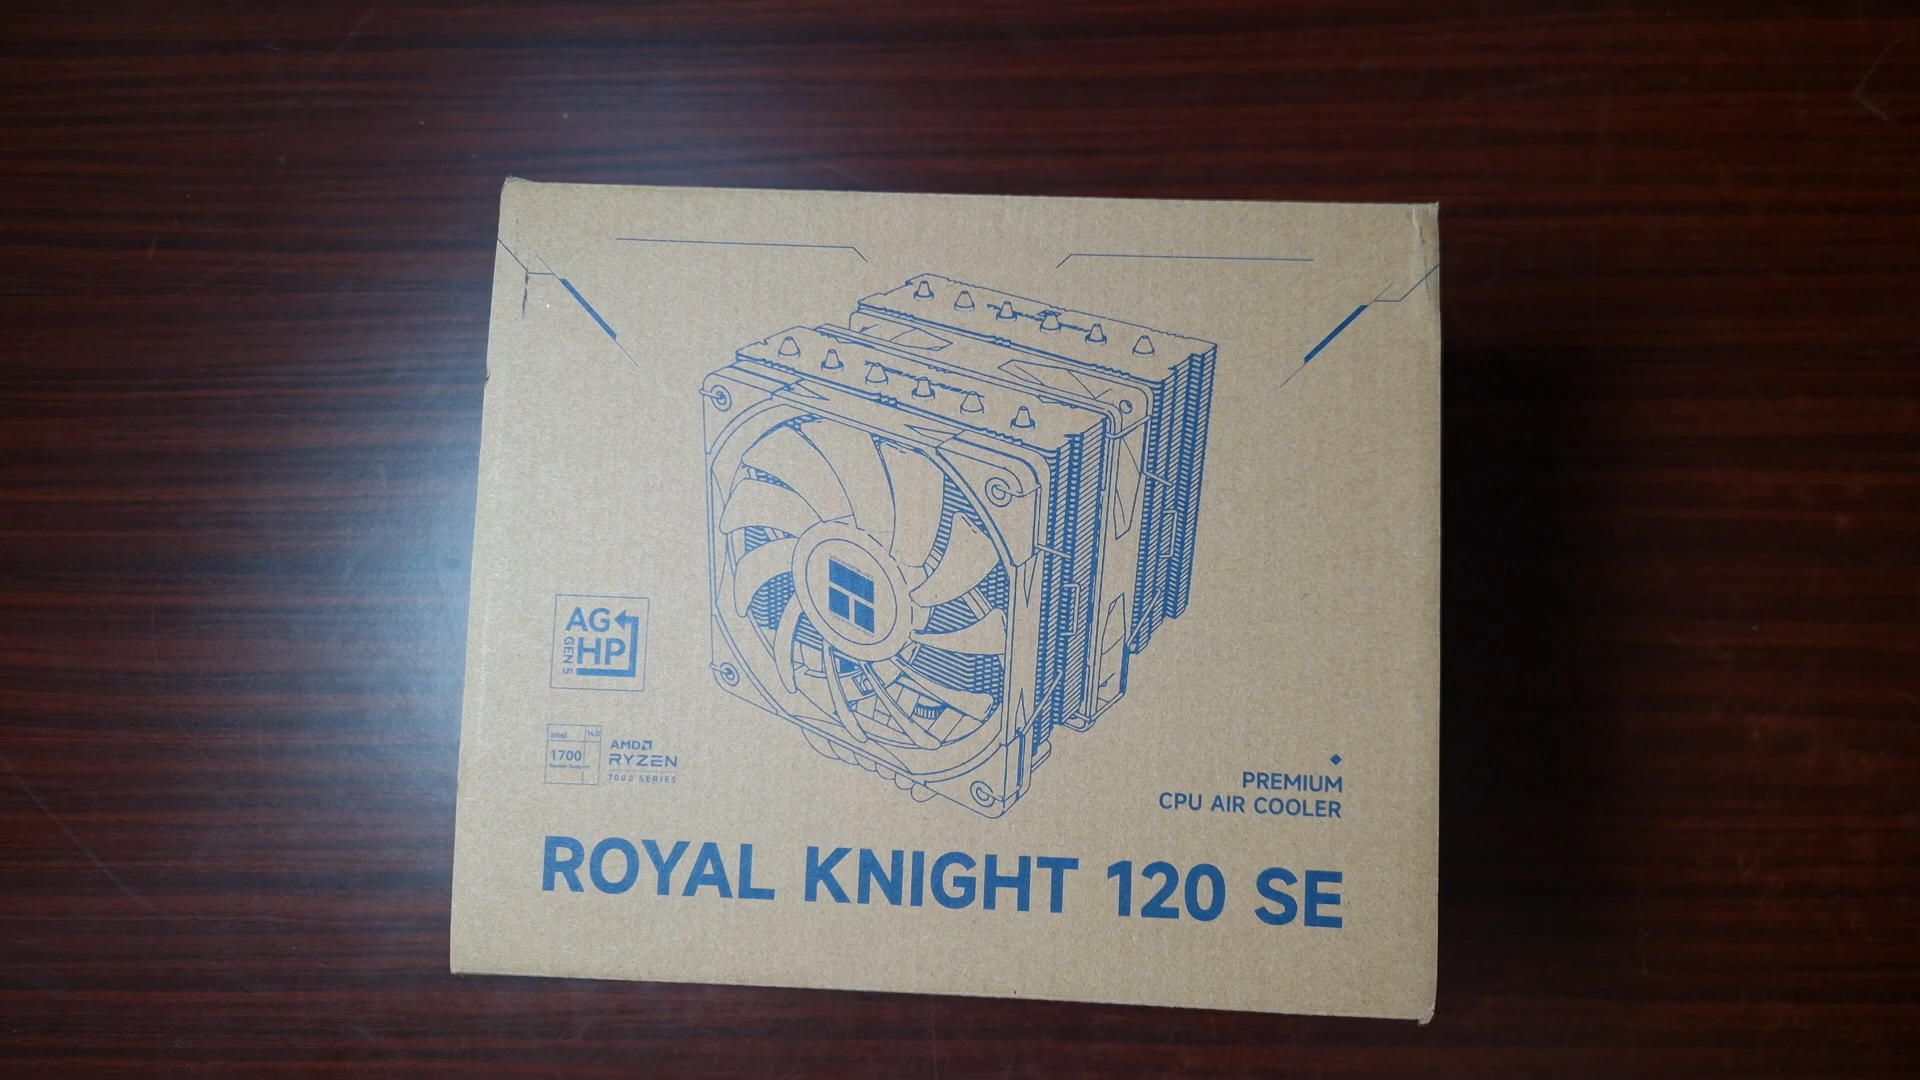 AG
HP
GEN 5
intel
1700
AMD
RYZEN
7000 SERIES
PREMIUM
CPU AIR COOLER
ROYAL KNIGHT 120 SE